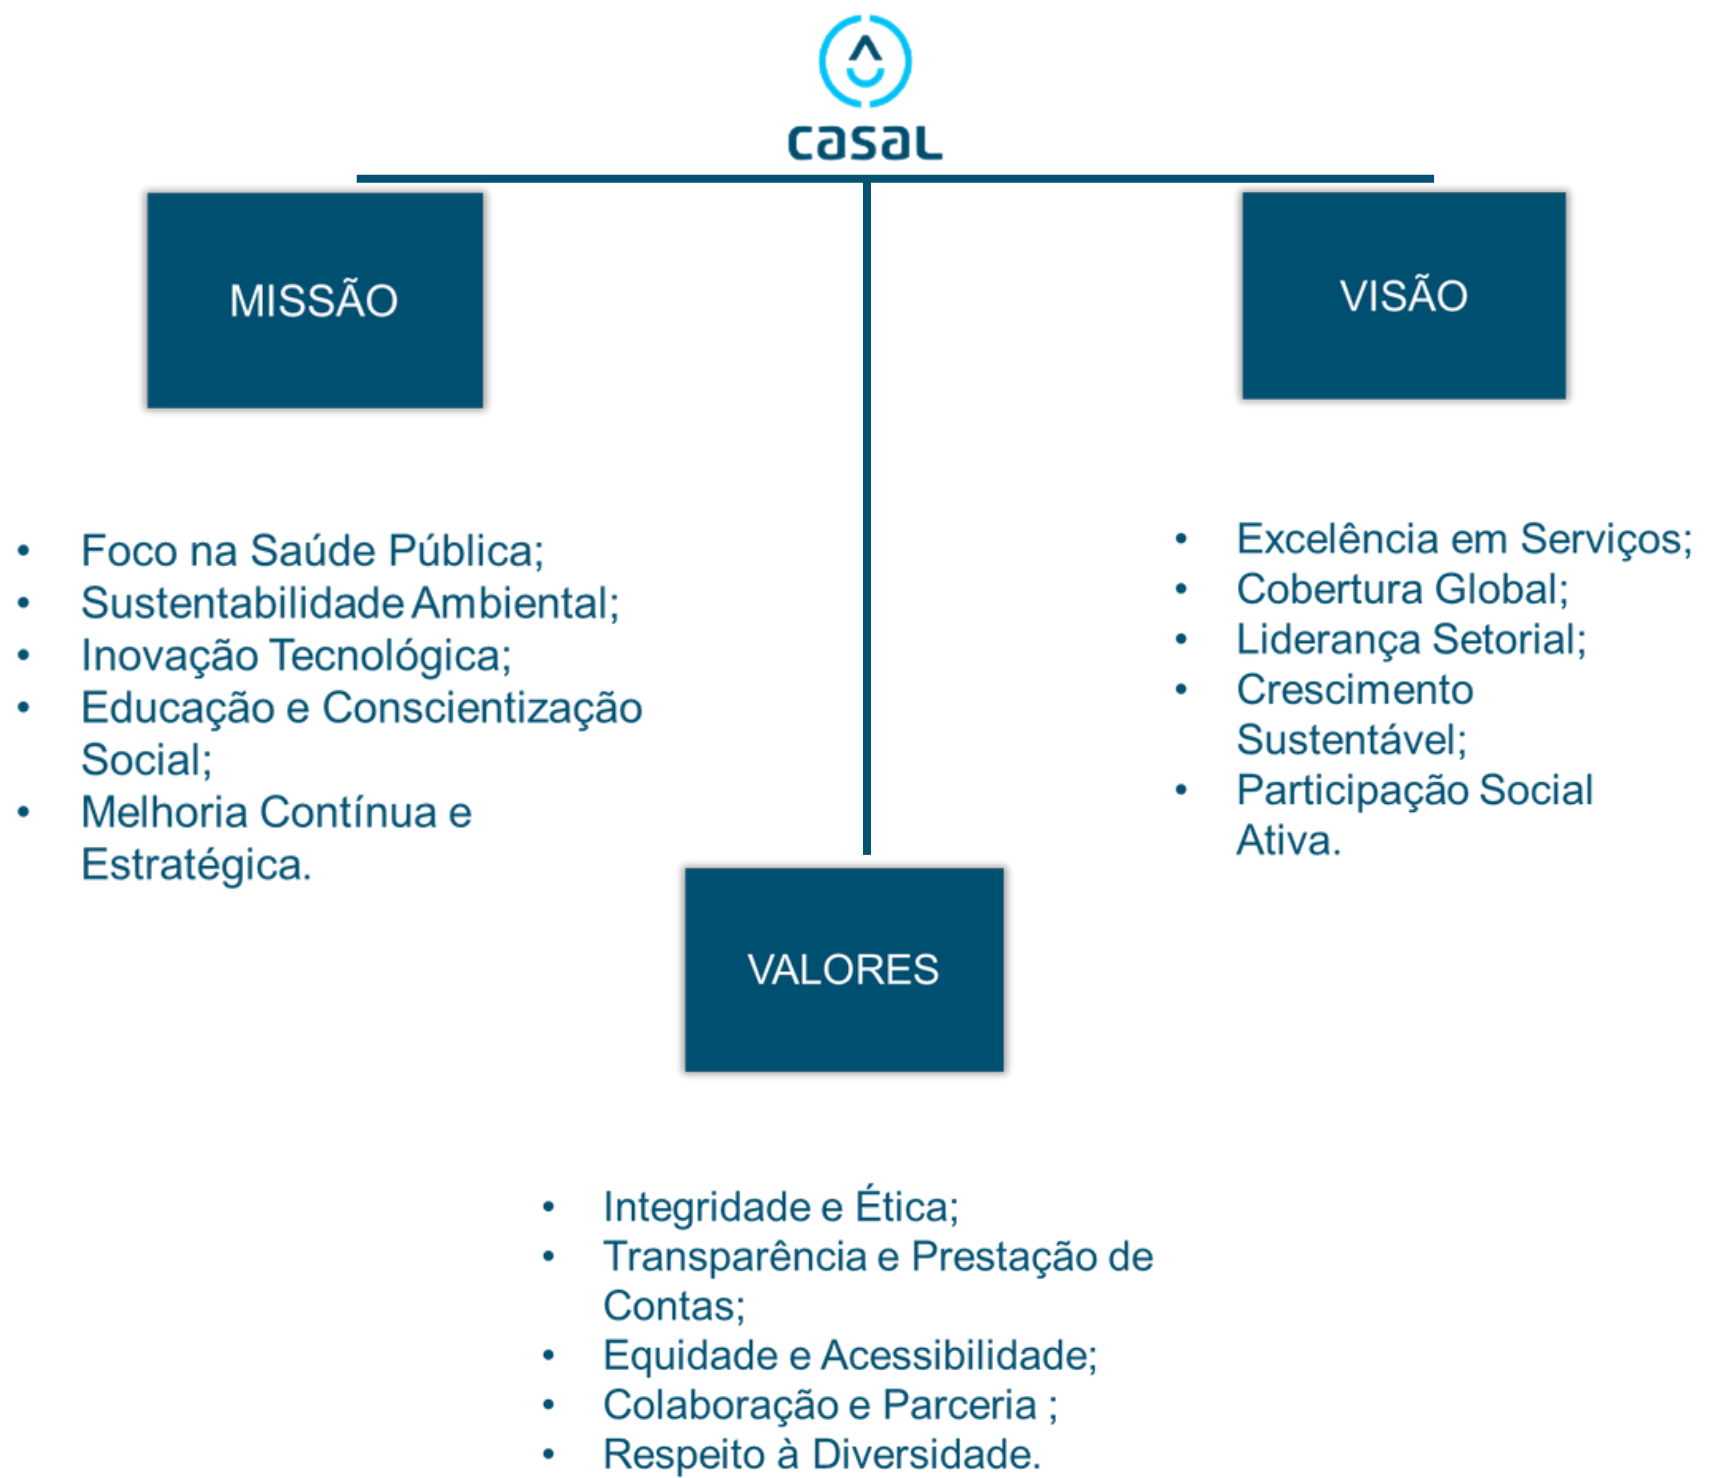 casal
MISSÃO
• Foco na Saúde Pública;
• Sustentabilidade Ambiental;
• Inovação Tecnológica;
• Educação e Conscientização
Social;
• Melhoria Contínua e
Estratégica.
VISÃO
• Excelência em Serviços;
• Cobertura Global;
• Liderança Setorial;
• Crescimento
Sustentável;
• Participação Social
Ativa.
VALORES
• Integridade e Ética;
• Transparência e Prestação de
Contas;
• Equidade e Acessibilidade;
• Colaboração e Parceria ;
• Respeito à Diversidade.